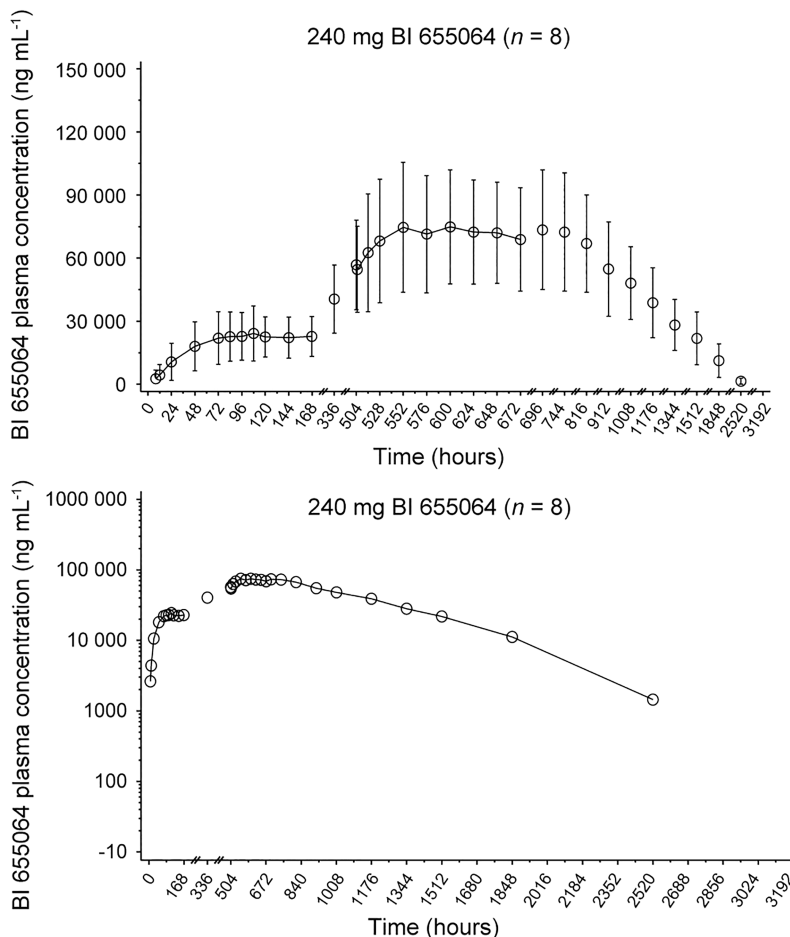 240 mg BI 655064 (n = 8)
BI 655064 plasma concentration (ng mL⁻¹)
150 000
120 000
90 000
60 000
30 000
0
0 24 48 72 96 120 144 168 336 504 528 552 576 600 624 648 672 696 744 816 912 1008 1176 1344 1512 1848 2520 3192
Time (hours)
240 mg BI 655064 (n = 8)
BI 655064 plasma concentration (ng mL⁻¹)
1000 000
100 000
10 000
1000
100
-10
0 168 336 504 672 840 1008 1176 1344 1512 1680 1848 2016 2184 2352 2520 2688 2856 3024 3192
Time (hours)